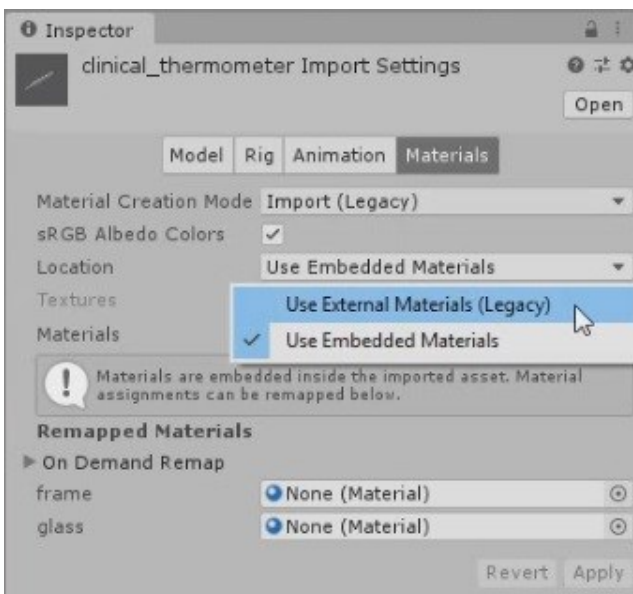 Inspector
clinical_thermometer Import Settings
Open
Model Rig Animation Materials
Material Creation Mode Import (Legacy)
sRGB Albedo Colors
Location Use Embedded Materials
Textures Use External Materials (Legacy)
Materials Use Embedded Materials
Materials are embedded inside the imported asset. Material
assignments can be remapped below.
Remapped Materials
On Demand Remap
frame None (Material)
glass None (Material)
Revert Apply